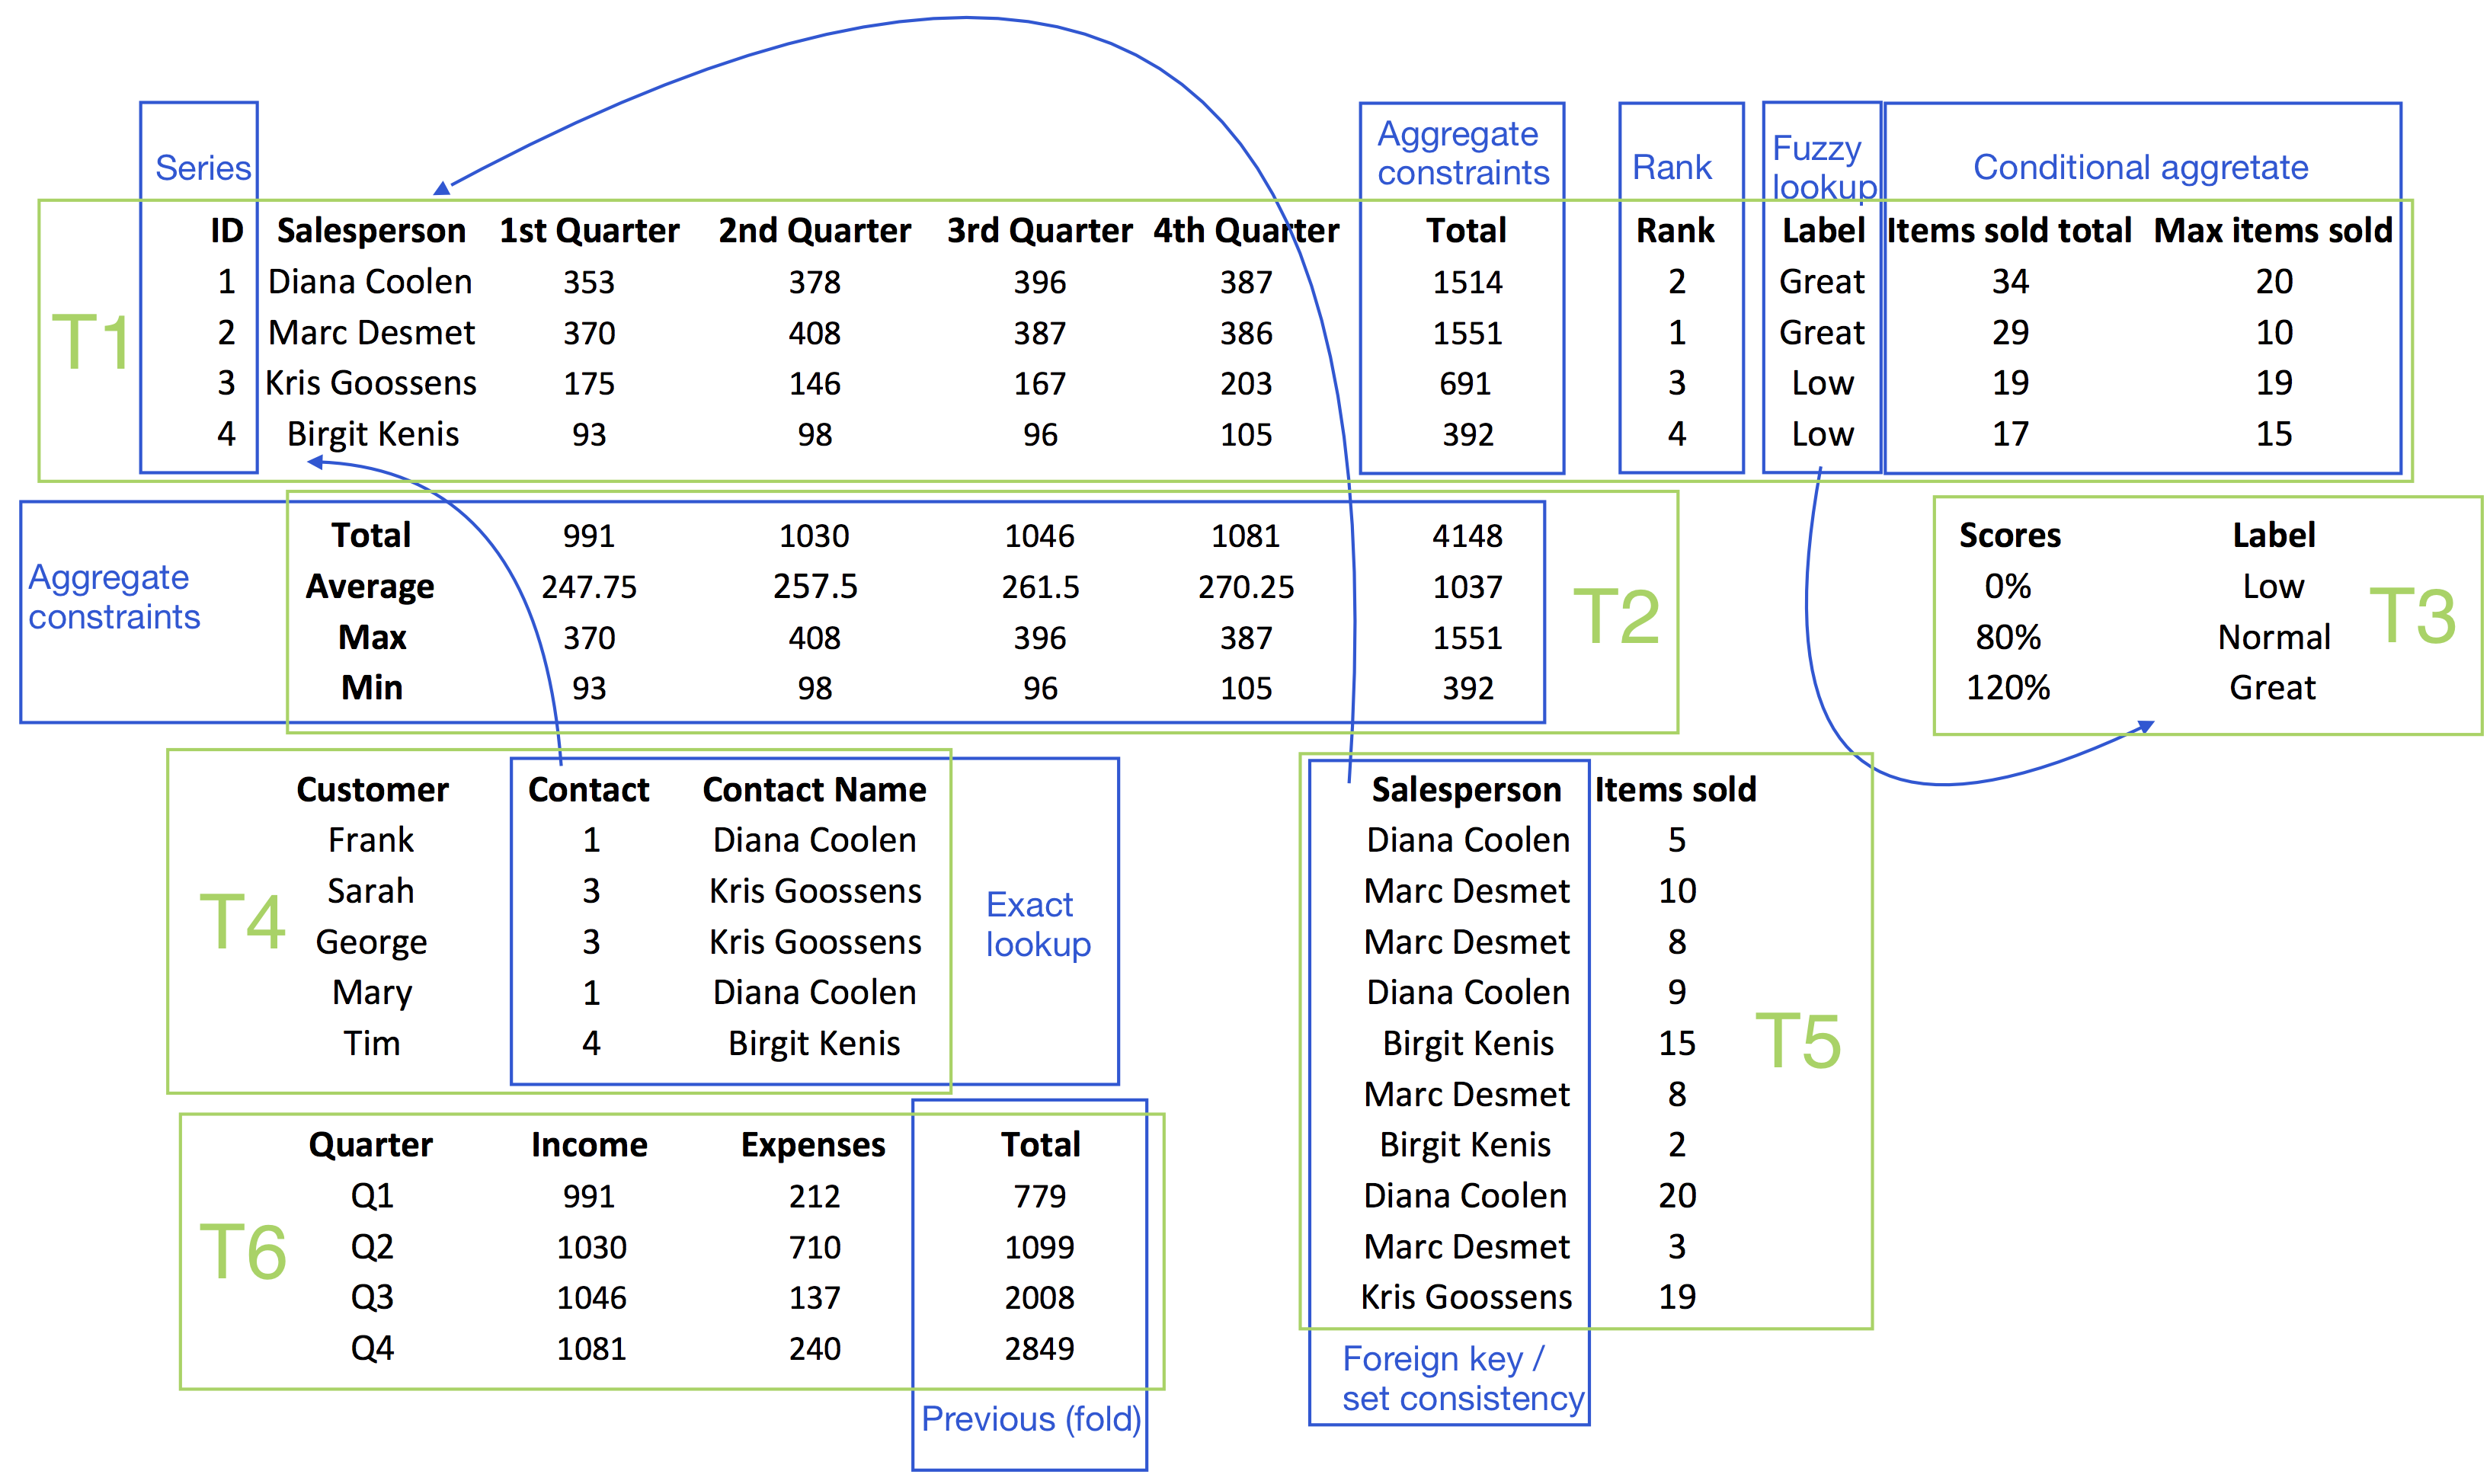 Series
Aggregate
constraints
Rank
Fuzzy
lookup
Conditional aggretate
T1
ID Salesperson 1st Quarter 2nd Quarter 3rd Quarter 4th Quarter Total Rank Label Items sold total Max items sold
1 Diana Coolen 353 378 396 387 1514 2 Great 34 20
2 Marc Desmet 370 408 387 386 1551 1 Great 29 10
3 Kris Goossens 175 146 167 203 691 3 Low 19 19
4 Birgit Kenis 93 98 96 105 392 4 Low 17 15
Aggregate
constraints
Total 991 1030 1046 1081 4148
Average 247.75 257.5 261.5 270.25 1037
Max 370 408 396 387 1551
Min 93 98 96 105 392
T2
Scores Label
0% Low
80% Normal
120% Great
T3
T4
Customer Contact Contact Name
Frank 1 Diana Coolen
Sarah 3 Kris Goossens
George 3 Kris Goossens
Mary 1 Diana Coolen
Tim 4 Birgit Kenis
Exact
lookup
Salesperson Items sold
Diana Coolen 5
Marc Desmet 10
Marc Desmet 8
Diana Coolen 9
Birgit Kenis 15
Marc Desmet 8
Birgit Kenis 2
Diana Coolen 20
Marc Desmet 3
Kris Goossens 19
T5
Foreign key /
set consistency
T6
Quarter Income Expenses Total
Q1 991 212 779
Q2 1030 710 1099
Q3 1046 137 2008
Q4 1081 240 2849
Previous (fold)